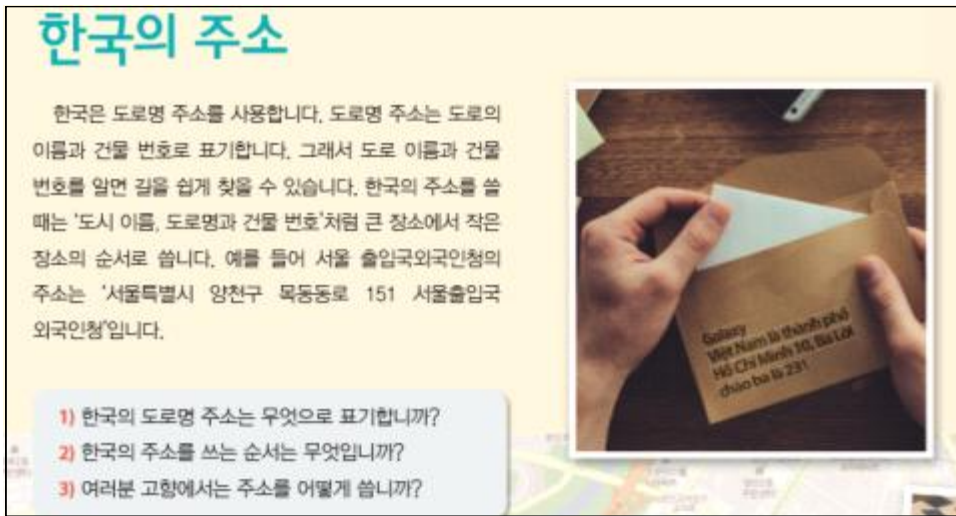 한국의 주소
한국은 도로명 주소를 사용합니다. 도로명 주소는 도로의
이름과 건물 번호로 표기합니다. 그래서 도로 이름과 건물
번호를 알면 길을 쉽게 찾을 수 있습니다. 한국의 주소를 쓸
때는 '도시 이름, 도로명과 건물 번호'처럼 큰 장소에서 작은
장소의 순서로 씁니다. 예를 들어 서울 출입국외국인청의
주소는 '서울특별시 양천구 목동동로 151 서울출입국
외국인청'입니다.
Galaxy
Việt Nam là thành phố
Hồ Chí Minh 10, Bà Lời
chào ba là 231
1) 한국의 도로명 주소는 무엇으로 표기합니까?
2) 한국의 주소를 쓰는 순서는 무엇입니까?
3) 여러분 고향에서는 주소를 어떻게 씁니까?